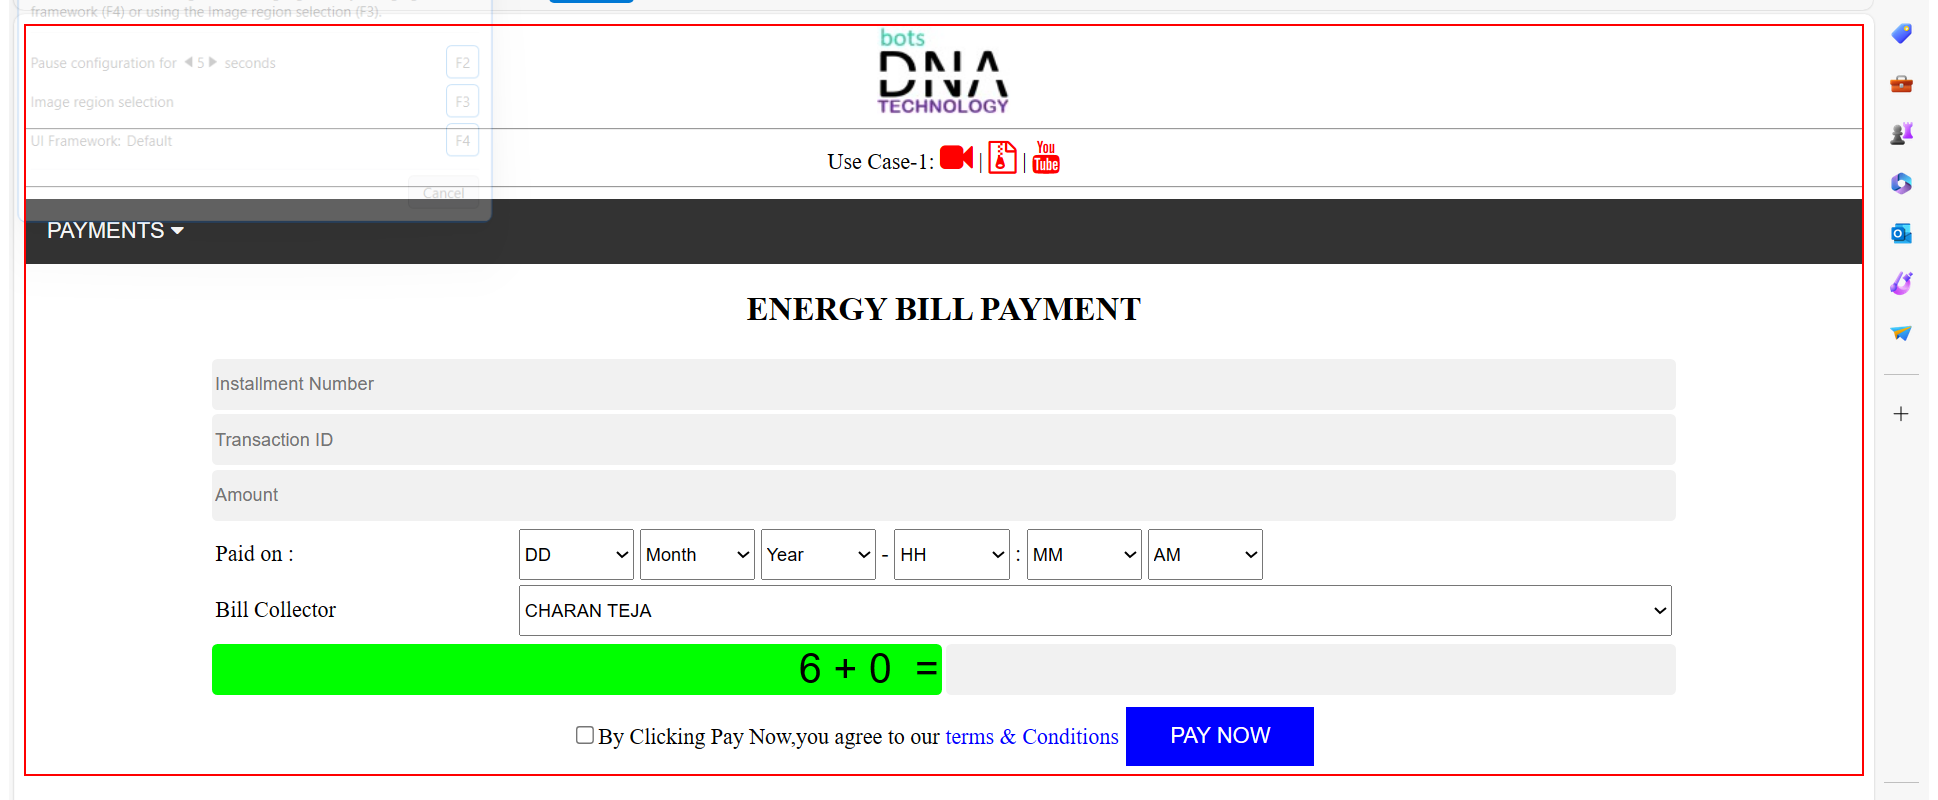 framework (F4) or using the Image region selection (F3).
Pause configuration for 5 seconds F2
Image region selection F3
UI Framework: Default F4
Cancel
bots
DNA
TECHNOLOGY
Use Case-1: | | You Tube
PAYMENTS
ENERGY BILL PAYMENT
Installment Number
Transaction ID
Amount
Paid on : DD Month Year - HH : MM AM
Bill Collector CHARAN TEJA
6 + 0 =
By Clicking Pay Now,you agree to our terms & Conditions PAY NOW